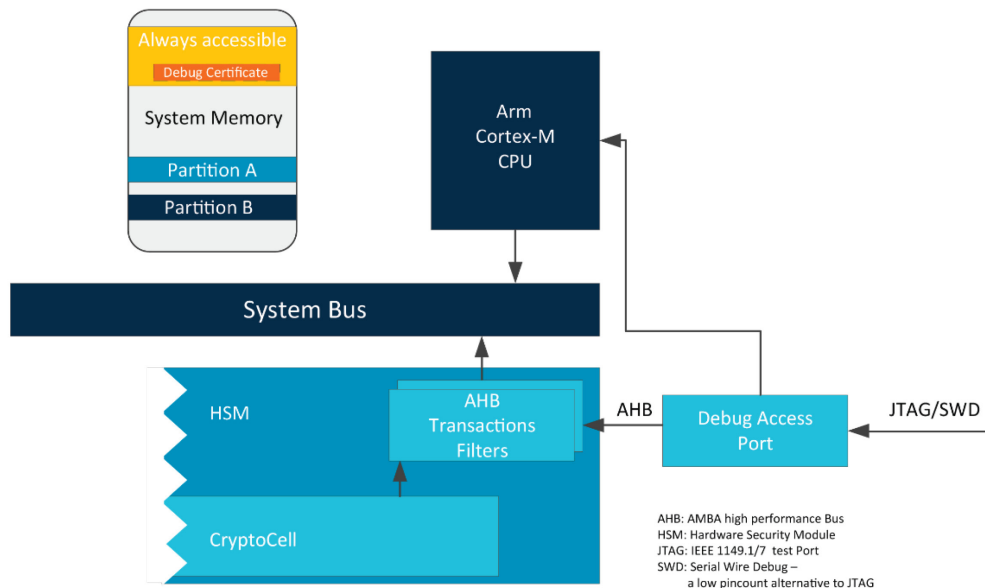 Always accessible
Debug Certificate
System Memory
Partition A
Partition B
Arm
Cortex-M
CPU
System Bus
HSM
AHB
Transactions
Filters
CryptoCell
AHB
Debug Access
Port
JTAG/SWD
AHB: AMBA high performance Bus
HSM: Hardware Security Module
JTAG: IEEE 1149.1/7 test Port
SWD: Serial Wire Debug –
a low pincount alternative to JTAG